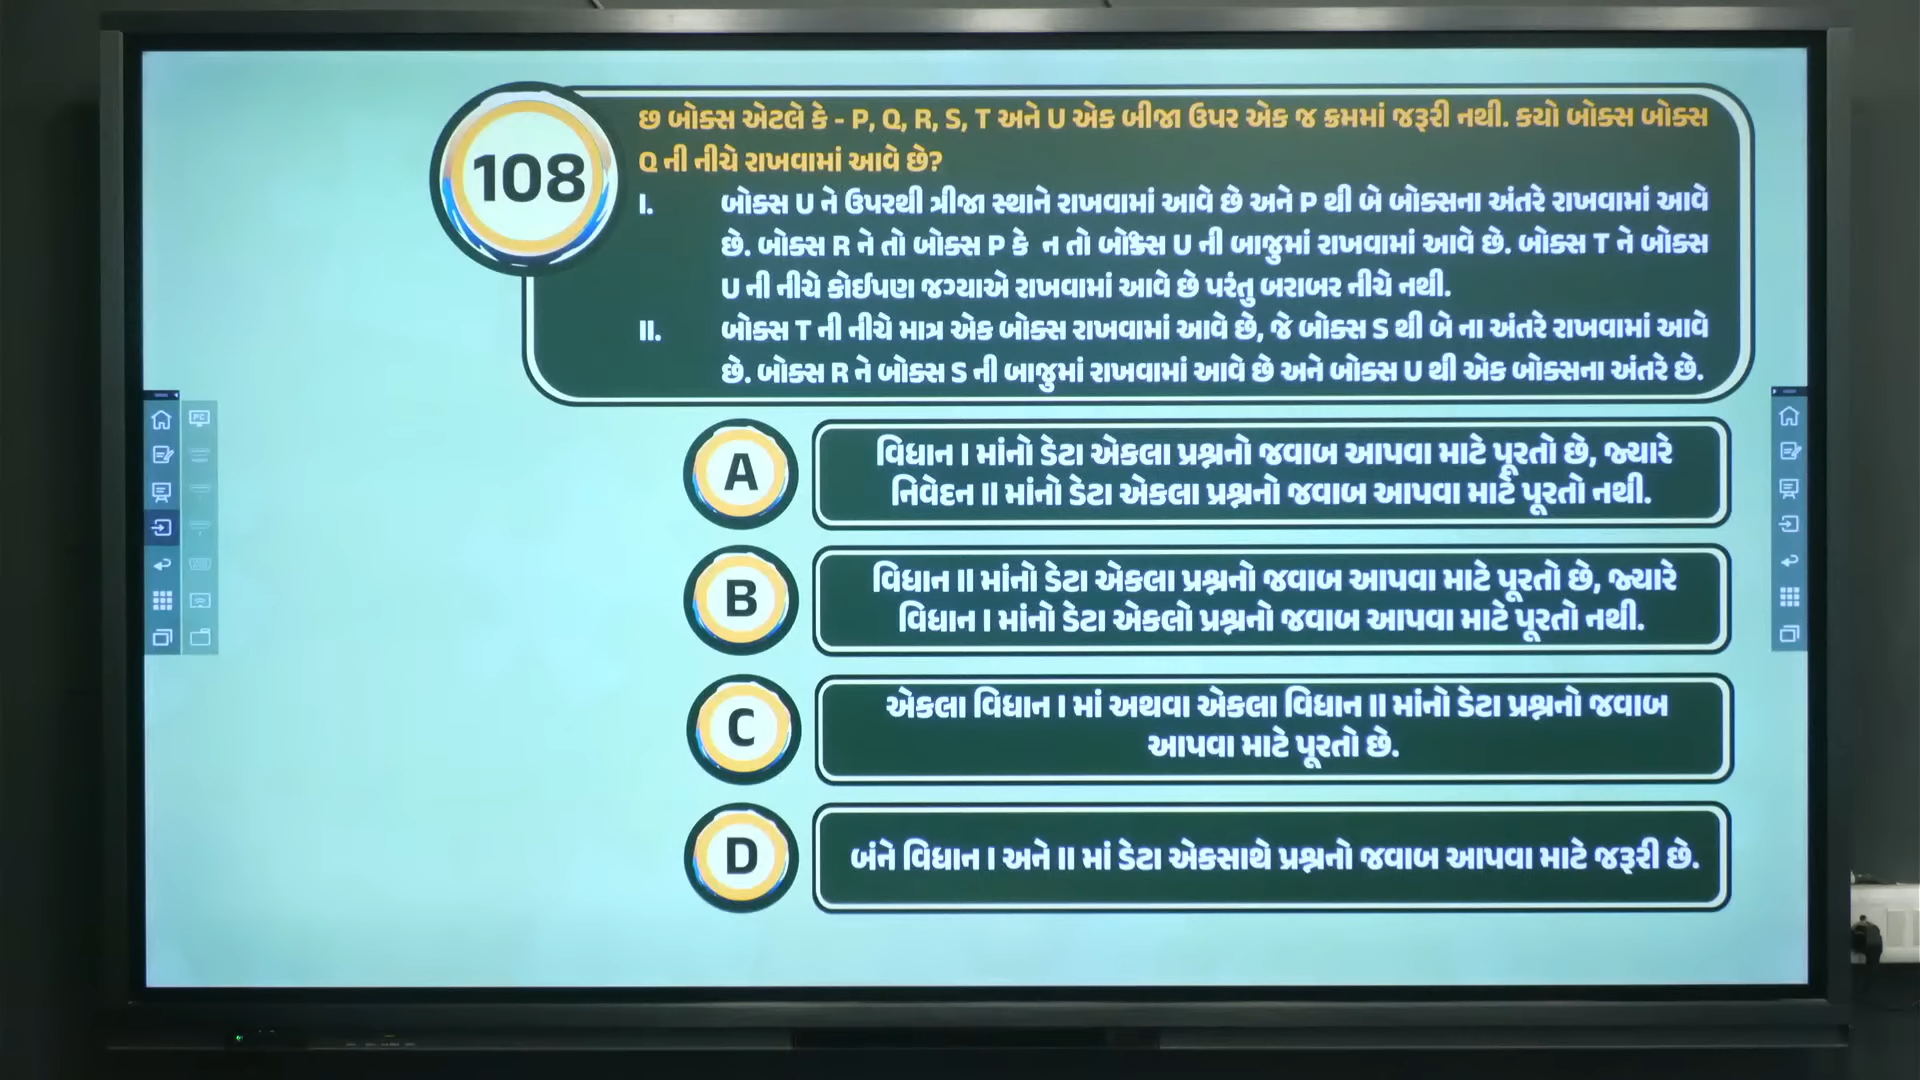 108
છ બોક્સ એટલે કે - P, Q, R, S, T અને U એક બીજા ઉપર એક જ ક્રમમાં જરૂરી નથી. કયો બોક્સ બોક્સ
Q ની નીચે રાખવામાં આવે છે?
I. બોક્સ U ને ઉપરથી ત્રીજા સ્થાને રાખવામાં આવે છે અને P થી બે બોક્સના અંતરે રાખવામાં આવે
છે. બોક્સ R ને તો બોક્સ P કે ન તો બોક્સિ U ની બાજુમાં રાખવામાં આવે છે. બોક્સ T ને બોક્સ
U ની નીચે કોઈપણ જગ્યાએ રાખવામાં આવે છે પરંતુ બરાબર નીચે નથી.
II. બોક્સ T ની નીચે માત્ર એક બોક્સ રાખવામાં આવે છે, જે બોક્સ S થી બે ના અંતરે રાખવામાં આવે
છે. બોક્સ R ને બોક્સ S ની બાજુમાં રાખવામાં આવે છે અને બોક્સ U થી એક બોક્સના અંતરે છે.
A
વિધાન I માંનો ડેટા એકલા પ્રશ્નનો જવાબ આપવા માટે પૂરતો છે, જ્યારે
નિવેદન II માંનો ડેટા એકલા પ્રશ્નનો જવાબ આપવા માટે પૂરતો નથી.
B
વિધાન II માંનો ડેટા એકલા પ્રશ્નનો જવાબ આપવા માટે પૂરતો છે, જ્યારે
વિધાન I માંનો ડેટા એકલો પ્રશ્નનો જવાબ આપવા માટે પૂરતો નથી.
C
એકલા વિધાન I માં અથવા એકલા વિધાન II માંનો ડેટા પ્રશ્નનો જવાબ
આપવા માટે પૂરતો છે.
D
બંને વિધાન I અને II માં ડેટા એકસાથે પ્રશ્નનો જવાબ આપવા માટે જરૂરી છે.
PC